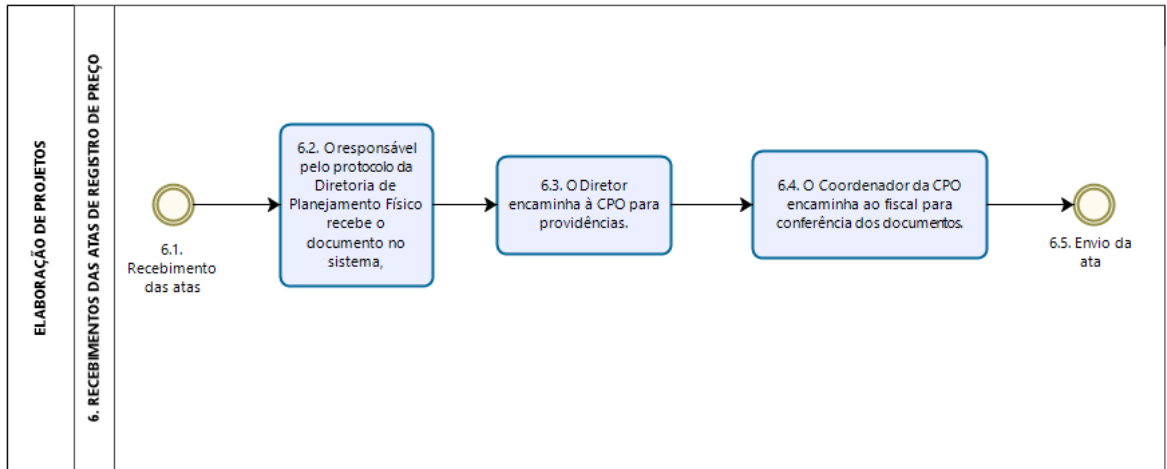 ELABORAÇÃO DE PROJETOS
6. RECEBIMENTOS DAS ATAS DE REGISTRO DE PREÇO
6.1.
Recebimento
das atas
6.2. O responsável
pelo protocolo da
Diretoria de
Planejamento Físico
recebe o
documento no
sistema,
6.3. O Diretor
encaminha à CPO para
providências.
6.4. O Coordenador da CPO
encaminha ao fiscal para
conferência dos documentos.
6.5. Envio da
ata